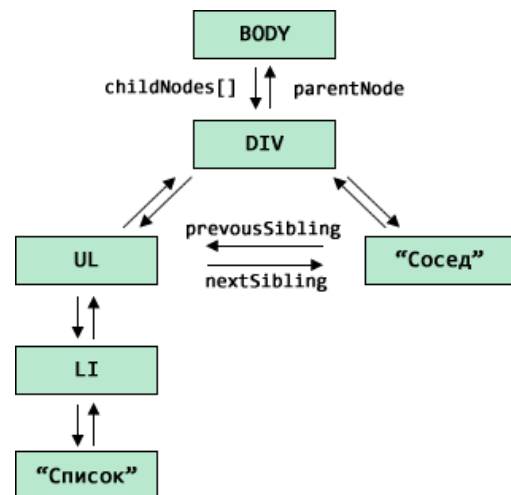 BODY
childNodes[]
parentNode
DIV
prevousSibling
UL
“Сосед”
nextSibling
LI
“Список”